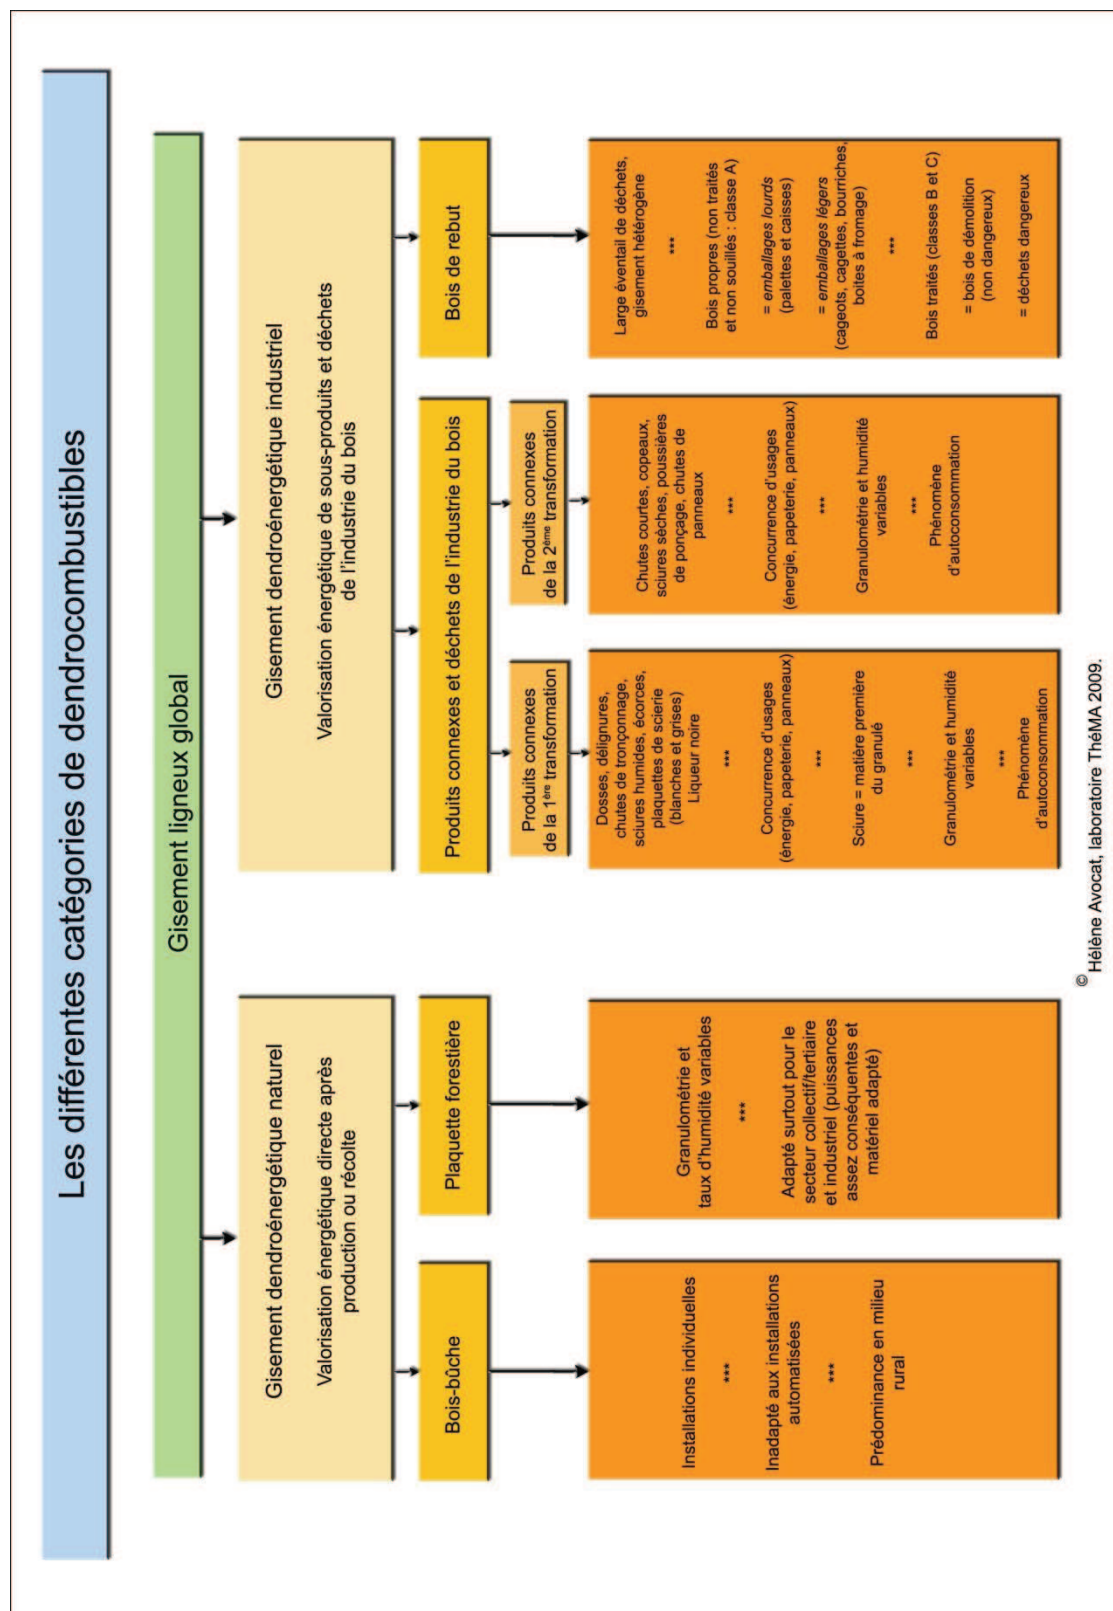 Les différentes catégories de dendrocombustibles
Gisement ligneux global
Gisement dendroénergétique naturel
Valorisation énergétique directe après
production ou récolte
Bois-bûche
Installations individuelles
***
Inadapté aux installations
automatisées
***
Prédominance en milieu
rural
Plaquette forestière
Granulométrie et
taux d'humidité variables
***
Adapté surtout pour le
secteur collectif/tertiaire
et industriel (puissances
assez conséquentes et
matériel adapté)
Gisement dendroénergétique industriel
Valorisation énergétique de sous-produits et déchets
de l'industrie du bois
Produits connexes et déchets de l'industrie du bois
Produits connexes
de la 1ère transformation
Dosses, délignures,
chutes de tronçonnage,
sciures humides, écorces,
plaquettes de scierie
(blanches et grises)
Liqueur noire
***
Concurrence d'usages
(énergie, papeterie, panneaux)
***
Sciure = matière première
du granulé
***
Granulométrie et humidité
variables
***
Phénomène
d'autoconsommation
Produits connexes
de la 2ème transformation
Chutes courtes, copeaux,
sciures sèches, poussières
de ponçage, chutes de
panneaux
***
Concurrence d'usages
(énergie, papeterie, panneaux)
***
Granulométrie et humidité
variables
***
Phénomène
d'autoconsommation
Bois de rebut
Large éventail de déchets,
gisement hétérogène
***
Bois propres (non traités
et non souillés : classe A)
= emballages lourds
(palettes et caisses)
= emballages légers
(cageots, cagettes, bourriches,
boites à fromage)
***
Bois traités (classes B et C)
= bois de démolition
(non dangereux)
= déchets dangereux
© Hélène Avocat, laboratoire ThéMA 2009.